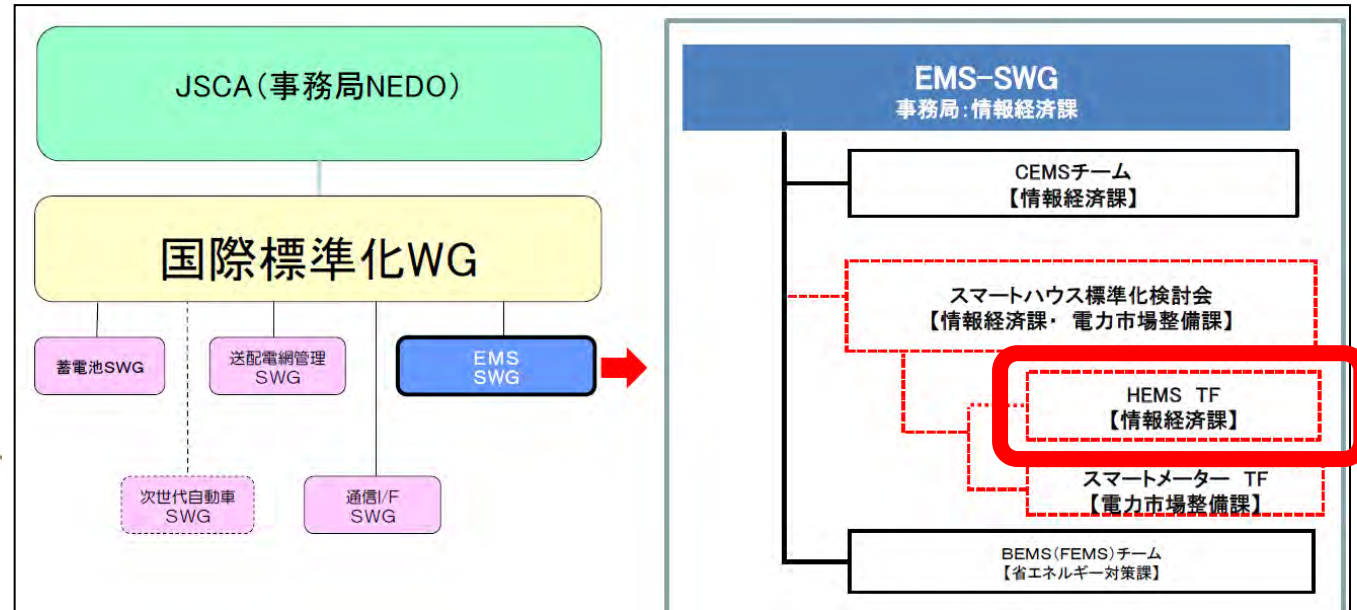 JSCA(事務局NEDO)
国際標準化WG
蓄電池SWG
送配電網管理
SWG
EMS
SWG
次世代自動車
SWG
通信I/F
SWG
EMS-SWG
事務局:情報経済課
CEMSチーム
【情報経済課】
スマートハウス標準化検討会
【情報経済課・ 電力市場整備課】
HEMS TF
【情報経済課】
スマートメーター TF
【電力市場整備課】
BEMS(FEMS)チーム
【省エネルギー対策課】